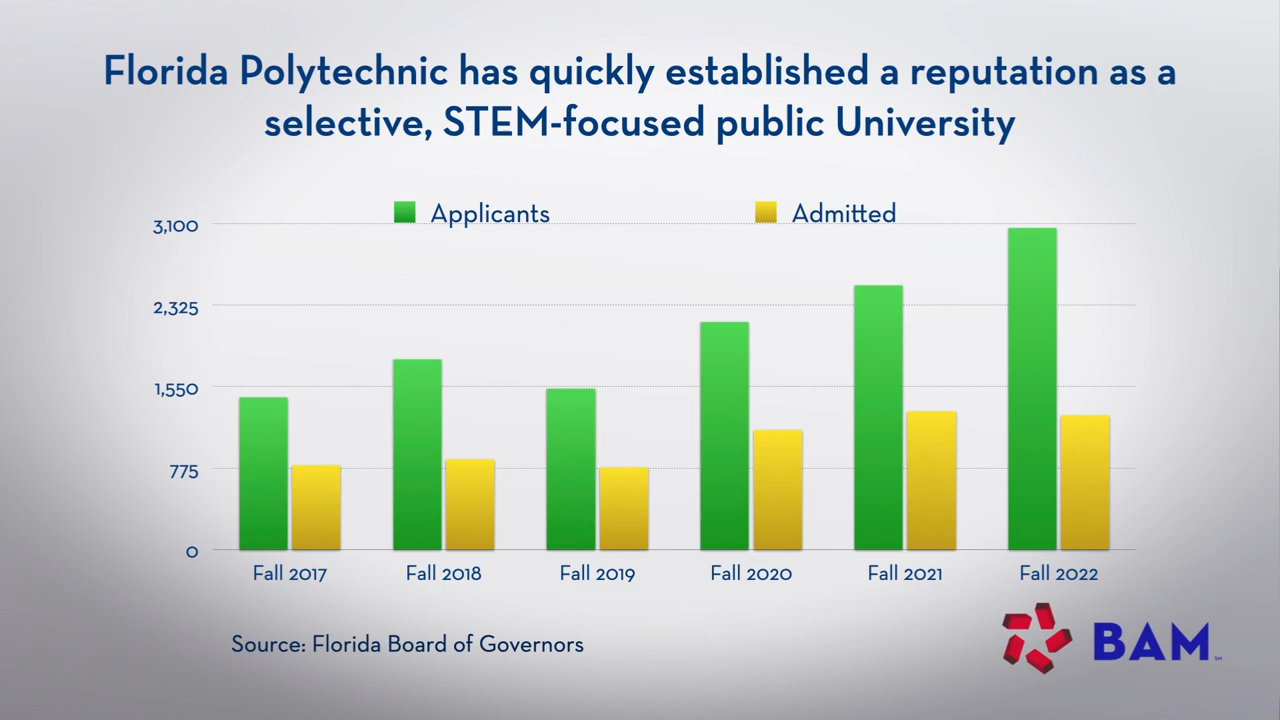 Florida Polytechnic has quickly established a reputation as a
selective, STEM-focused public University
Applicants
Admitted
3,100
2,325
1,550
775
0
Fall 2017
Fall 2018
Fall 2019
Fall 2020
Fall 2021
Fall 2022
Source: Florida Board of Governors
BAM℠